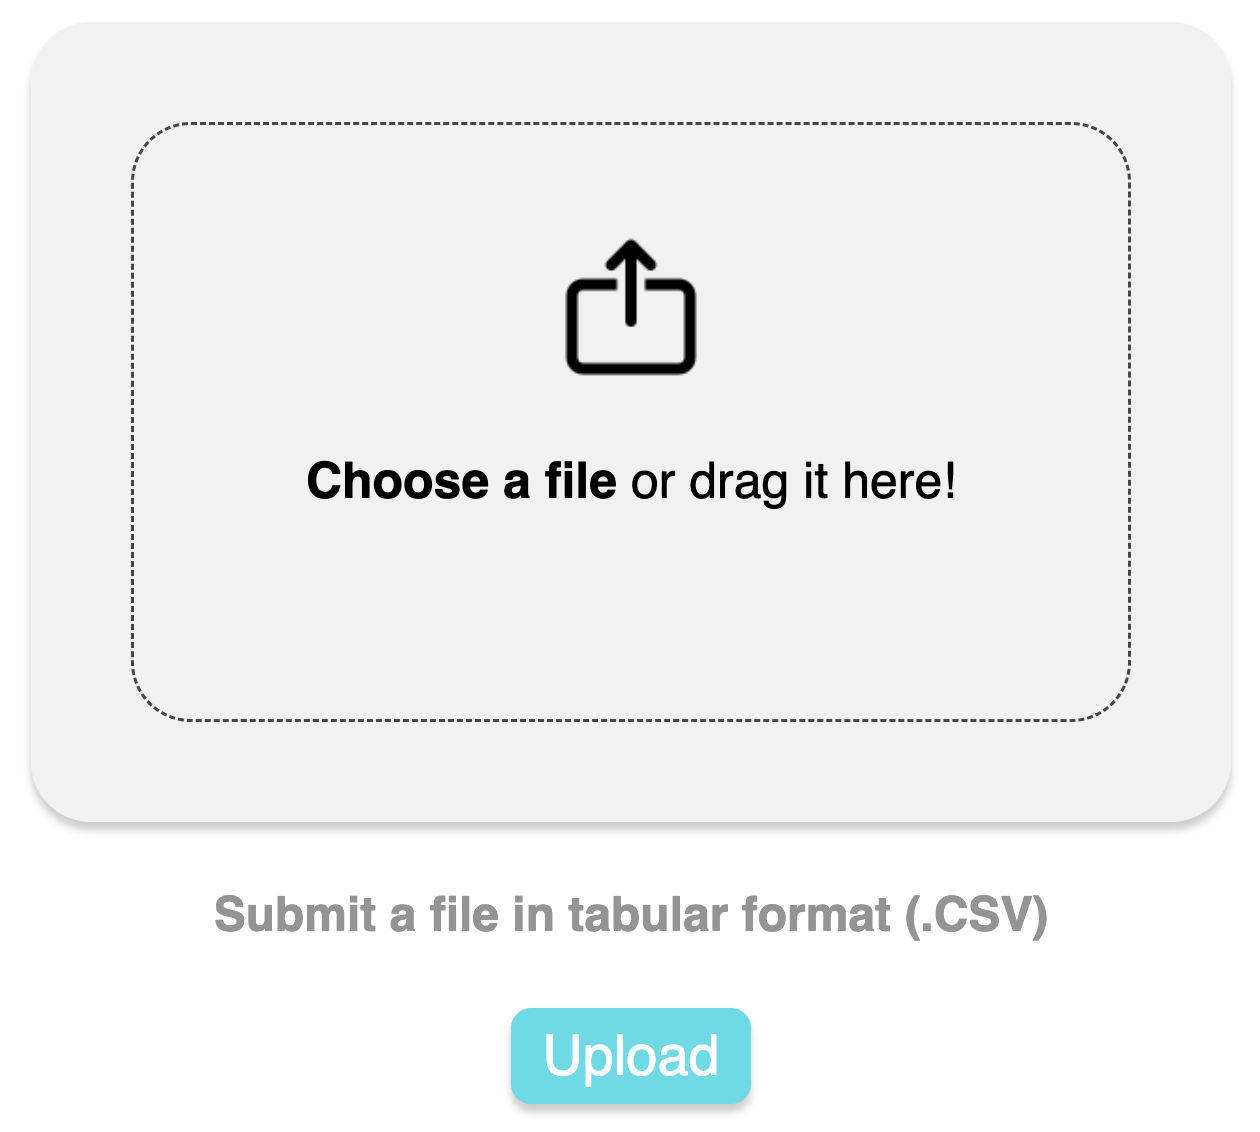 Choose a file or drag it here!
Submit a file in tabular format (.CSV)
Upload